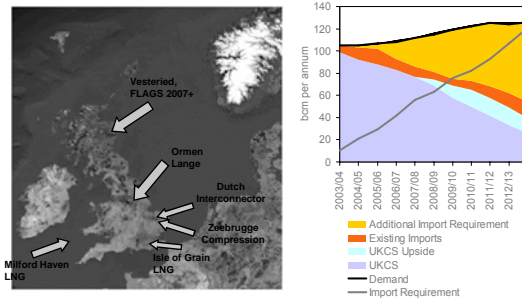 Vesteried,
FLAGS 2007+
Ormen
Lange
Dutch
Interconnector
Zeebrugge
Compression
Isle of Grain
LNG
Milford Haven
LNG
bcm per annum
140
120
100
80
60
40
20
0
2003/04
2004/05
2005/06
2006/07
2007/08
2008/09
2009/10
2010/11
2011/12
2012/13
Additional Import Requirement
Existing Imports
UKCS Upside
UKCS
Demand
Import Requirement